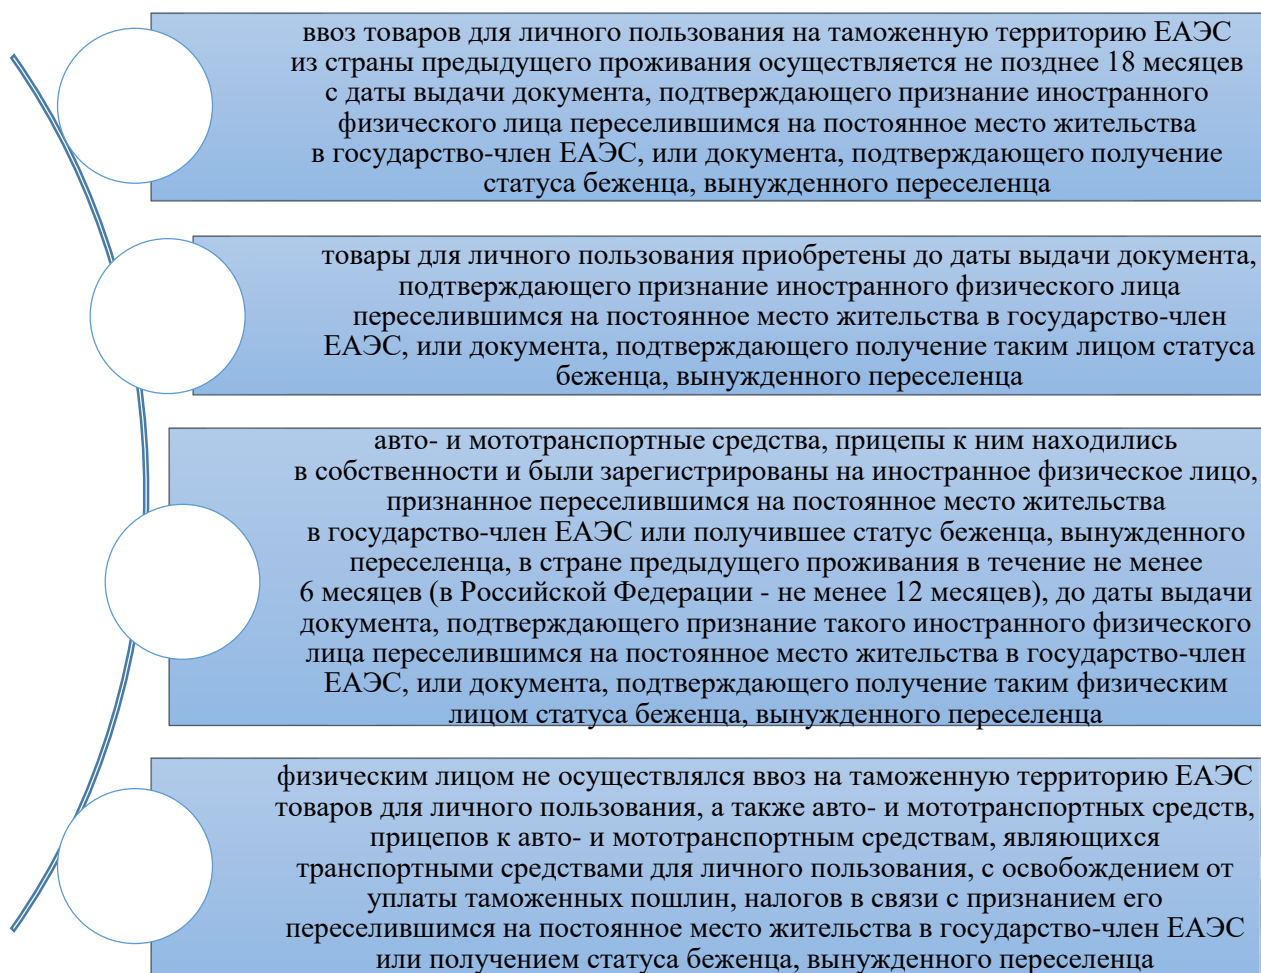 ввоз товаров для личного пользования на таможенную территорию ЕАЭС
из страны предыдущего проживания осуществляется не позднее 18 месяцев
с даты выдачи документа, подтверждающего признание иностранного
физического лица переселившимся на постоянное место жительства
в государство-член ЕАЭС, или документа, подтверждающего получение
статуса беженца, вынужденного переселенца
товары для личного пользования приобретены до даты выдачи документа,
подтверждающего признание иностранного физического лица
переселившимся на постоянное место жительства в государство-член
ЕАЭС, или документа, подтверждающего получение таким лицом статуса
беженца, вынужденного переселенца
авто- и мототранспортные средства, прицепы к ним находились
в собственности и были зарегистрированы на иностранное физическое лицо,
признанное переселившимся на постоянное место жительства
в государство-член ЕАЭС или получившее статус беженца, вынужденного
переселенца, в стране предыдущего проживания в течение не менее
6 месяцев (в Российской Федерации - не менее 12 месяцев), до даты выдачи
документа, подтверждающего признание такого иностранного физического
лица переселившимся на постоянное место жительства в государство-член
ЕАЭС, или документа, подтверждающего получение таким физическим
лицом статуса беженца, вынужденного переселенца
физическим лицом не осуществлялся ввоз на таможенную территорию ЕАЭС
товаров для личного пользования, а также авто- и мототранспортных средств,
прицепов к авто- и мототранспортным средствам, являющихся
транспортными средствами для личного пользования, с освобождением от
уплаты таможенных пошлин, налогов в связи с признанием его
переселившимся на постоянное место жительства в государство-член ЕАЭС
или получением статуса беженца, вынужденного переселенца